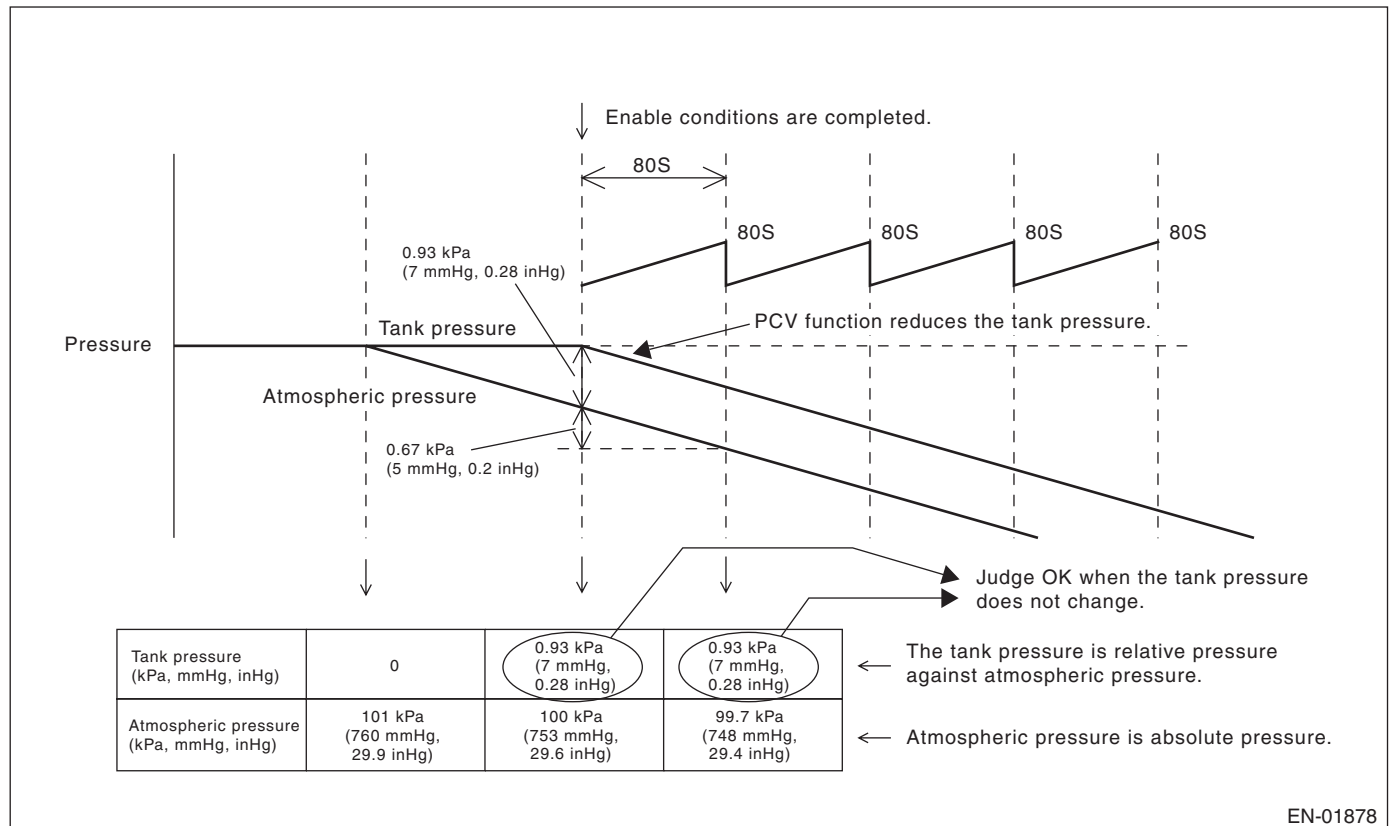 Enable conditions are completed.
80S
0.93 kPa
(7 mmHg, 0.28 inHg)
80S
80S
80S
80S
Tank pressure
PCV function reduces the tank pressure.
Pressure
Atmospheric pressure
0.67 kPa
(5 mmHg, 0.2 inHg)
Judge OK when the tank pressure
does not change.
Tank pressure
(kPa, mmHg, inHg)
0
0.93 kPa
(7 mmHg,
0.28 inHg)
0.93 kPa
(7 mmHg,
0.28 inHg)
The tank pressure is relative pressure
against atmospheric pressure.
Atmospheric pressure
(kPa, mmHg, inHg)
101 kPa
(760 mmHg,
29.9 inHg)
100 kPa
(753 mmHg,
29.6 inHg)
99.7 kPa
(748 mmHg,
29.4 inHg)
Atmospheric pressure is absolute pressure.
EN-01878